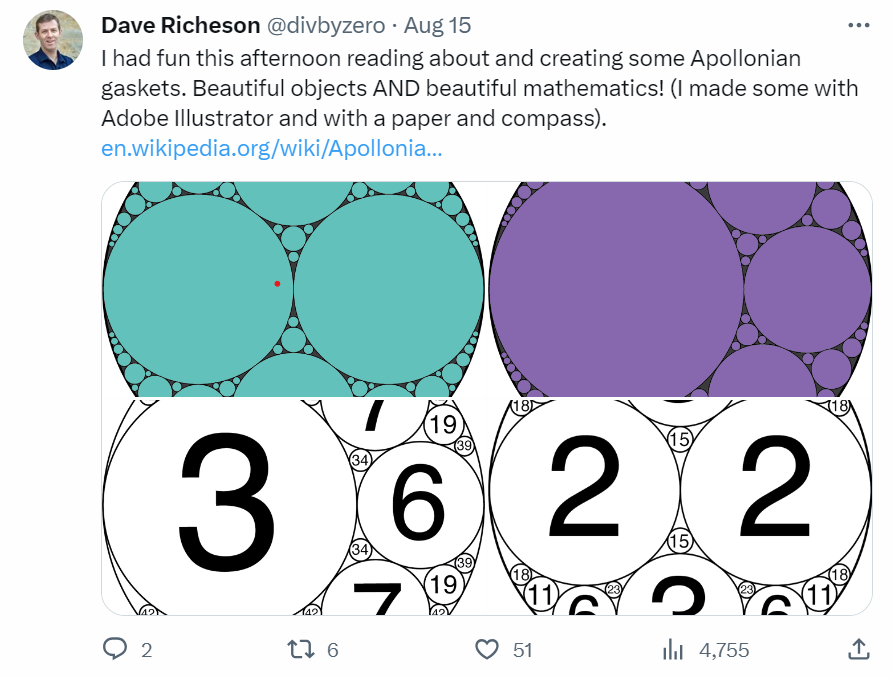 Dave Richeson @divbyzero · Aug 15
I had fun this afternoon reading about and creating some Apollonian
gaskets. Beautiful objects AND beautiful mathematics! (I made some with
Adobe Illustrator and with a paper and compass).
en.wikipedia.org/wiki/Apollonia...
7 19 39
34
3 6
34 39
7 19
42 42 42
18 18
15
2 2
15
18 18
11 23 23 11
6 3 6
2 6 51 4,755